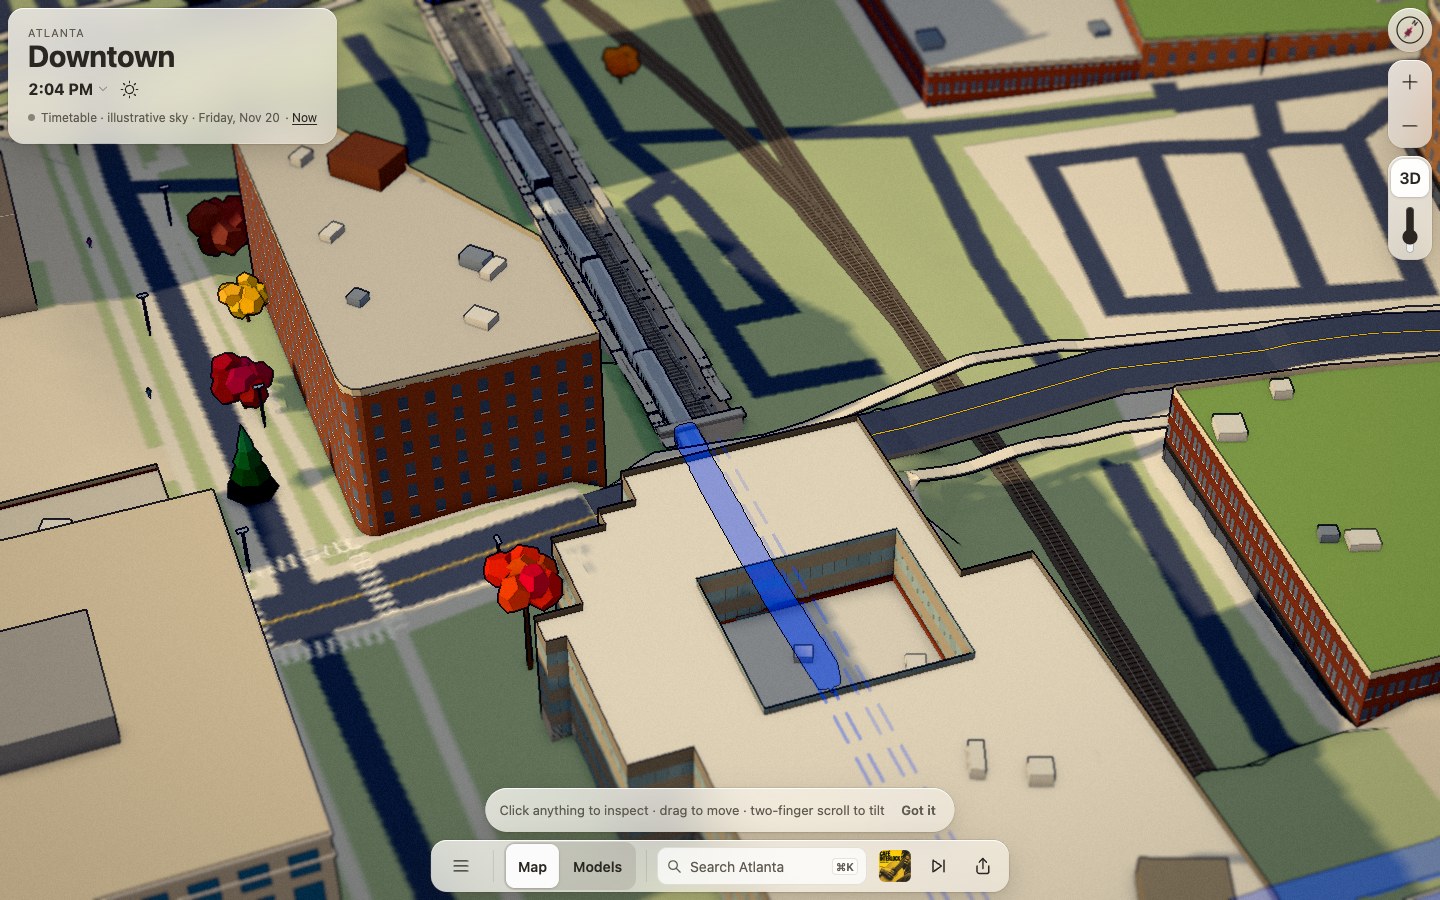 ATLANTA
Downtown
2:04 PM
Timetable · illustrative sky · Friday, Nov 20 · Now
3D
Click anything to inspect · drag to move · two-finger scroll to tilt Got it
Map Models Search Atlanta ⌘K